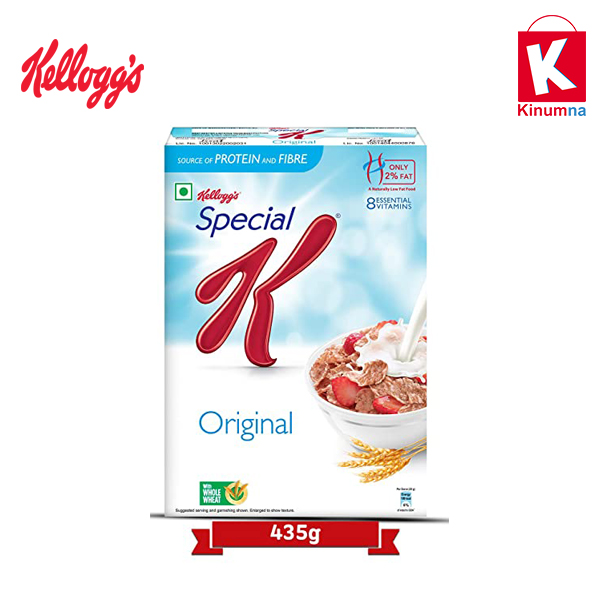 Kellogg's
K
Kinumna
Original
SOURCE OF PROTEIN AND FIBRE
ONLY
2% FAT
A Naturally Low Fat Food
8 ESSENTIAL
VITAMINS
Kellogg's
Special
K®
Original
With
WHOLE
WHEAT
Suggested serving and garnishing shown. Enlarged to show texture.
435g